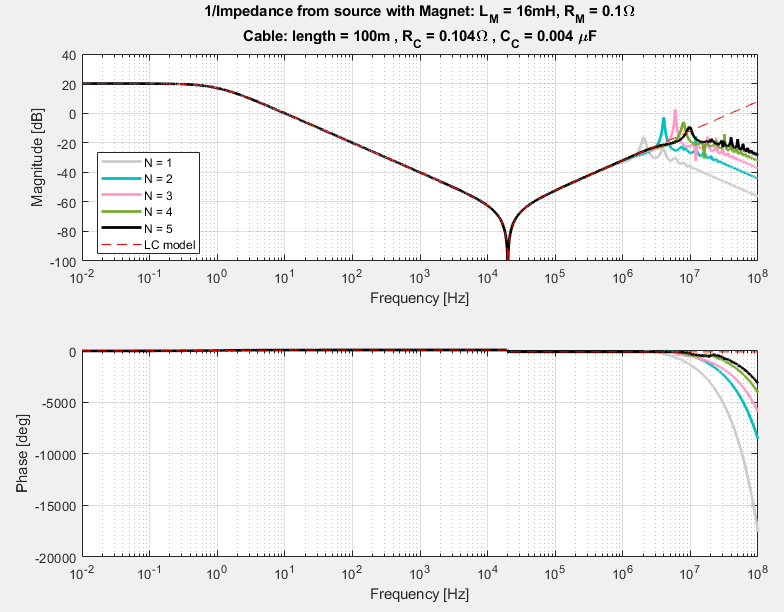 1/Impedance from source with Magnet: L_M = 16mH, R_M = 0.1Ω
Cable: length = 100m , R_C = 0.104Ω , C_C = 0.004 μF
40
20
0
-20
-40
-60
-80
-100
Magnitude [dB]
N = 1
N = 2
N = 3
N = 4
N = 5
LC model
10^-2 10^-1 10^0 10^1 10^2 10^3 10^4 10^5 10^6 10^7 10^8
Frequency [Hz]
0
-5000
-10000
-15000
-20000
Phase [deg]
10^-2 10^-1 10^0 10^1 10^2 10^3 10^4 10^5 10^6 10^7 10^8
Frequency [Hz]